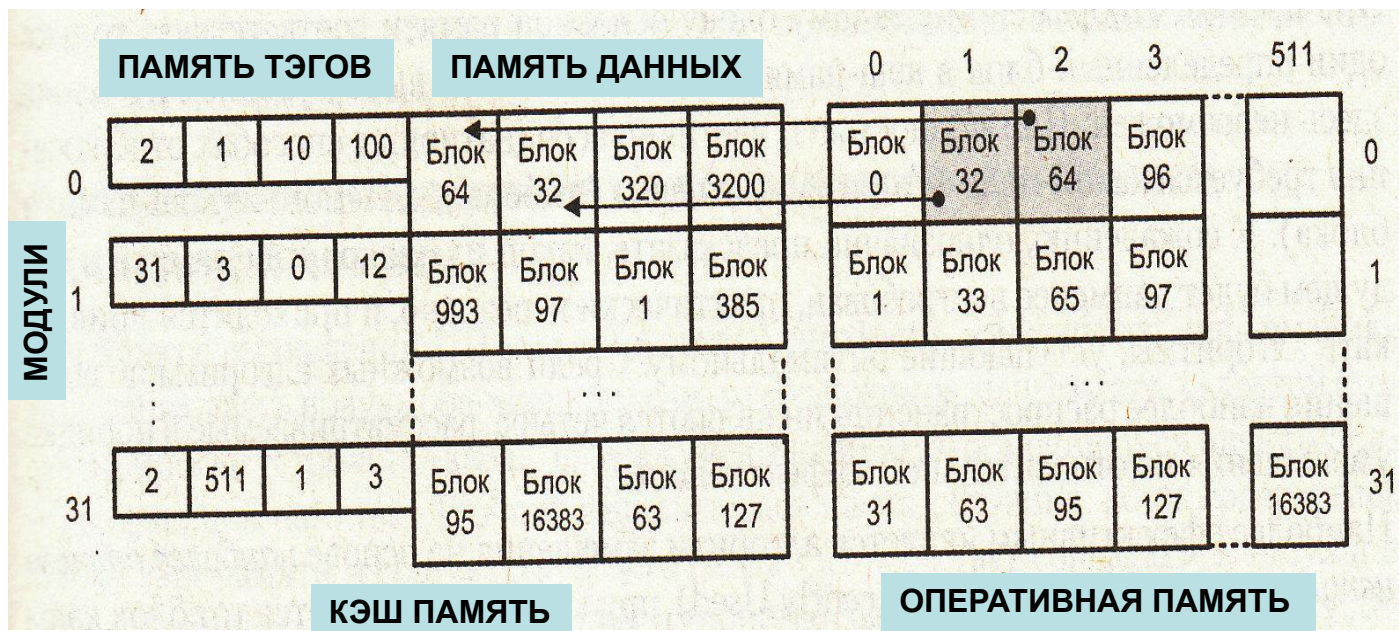 ПАМЯТЬ ТЭГОВ ПАМЯТЬ ДАННЫХ 0 1 2 3 511
2 1 10 100 Блок Блок Блок Блок Блок Блок Блок Блок 0
0 64 32 320 3200 0 32 64 96
МОДУЛИ
31 3 0 12 Блок Блок Блок Блок Блок Блок Блок Блок 1
1 993 97 1 385 1 33 65 97
... ...
2 511 1 3 Блок Блок Блок Блок Блок Блок Блок Блок Блок 31
31 95 16383 63 127 31 63 95 127 16383
КЭШ ПАМЯТЬ ОПЕРАТИВНАЯ ПАМЯТЬ